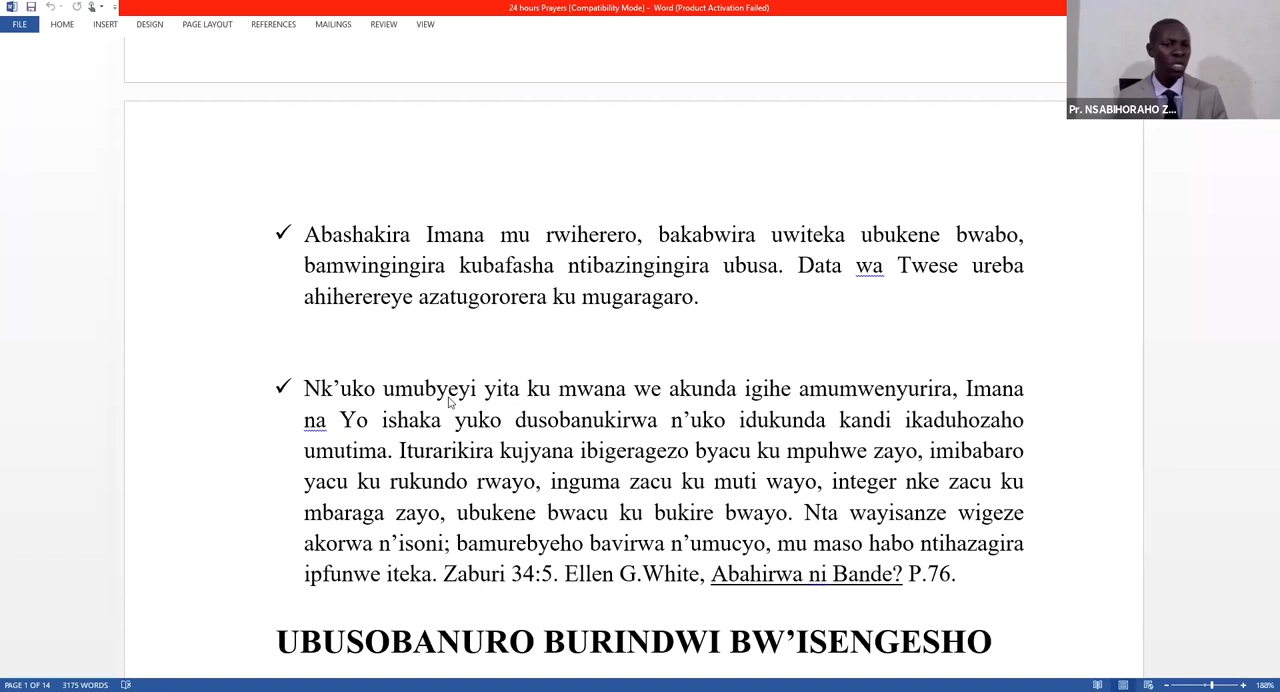 24 hours Prayers [Compatibility Mode] - Word (Product Activation Failed)
FILE HOME INSERT DESIGN PAGE LAYOUT REFERENCES MAILINGS REVIEW VIEW
Pr. NSABIHORAHO Z...
✓ Abashakira Imana mu rwiherero, bakabwira uwiteka ubukene bwabo,
bamwingingira kubafasha ntibazingingira ubusa. Data wa Twese ureba
ahiherereye azatugororera ku mugaragaro.
✓ Nk’uko umubyeyi yita ku mwana we akunda igihe amumwenyurira, Imana
na Yo ishaka yuko dusobanukirwa n’uko idukunda kandi ikaduhozaho
umutima. Iturarikira kujyana ibigeragezo byacu ku mpuhwe zayo, imibabaro
yacu ku rukundo rwayo, inguma zacu ku muti wayo, integer nke zacu ku
mbaraga zayo, ubukene bwacu ku bukire bwayo. Nta wayisanze wigeze
akorwa n’isoni; bamurebyeho bavirwa n’umucyo, mu maso habo ntihazagira
ipfunwe iteka. Zaburi 34:5. Ellen G.White, Abahirwa ni Bande? P.76.
UBUSOBANURO BURINDWI BW’ISENGESHO
PAGE 1 OF 14 3175 WORDS 188%